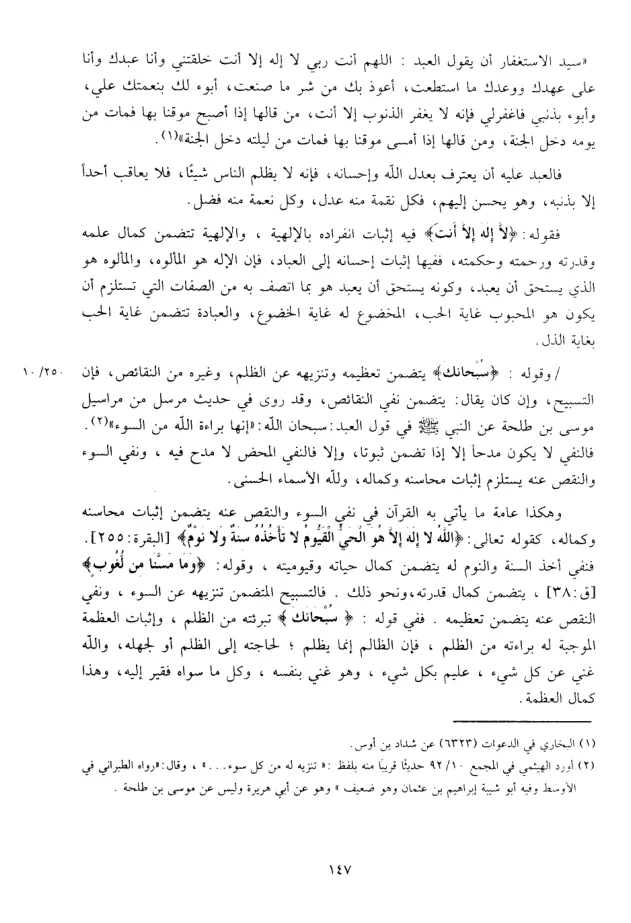 «سيد الاستغفار أن يقول العبد : اللهم أنت ربي لا إله إلا أنت خلقتني وأنا عبدك وأنا
على عهدك ووعدك ما استطعت، أعوذ بك من شر ما صنعت، أبوء لك بنعمتك علي،
وأبوء بذنبي فاغفرلي فإنه لا يغفر الذنوب إلا أنت، من قالها إذا أصبح موقنا بها فمات من
يومه دخل الجنة، ومن قالها إذا أمسى موقنا بها فمات من ليلته دخل الجنة»(١).
فالعبد عليه أن يعترف بعدل الله وإحسانه، فإنه لا يظلم الناس شيئًا، فلا يعاقب أحداً
إلا بذنبه، وهو يحسن إليهم، فكل نقمة منه عدل، وكل نعمة منه فضل.
فقوله: ﴿لاَّ إلَهَ إلاَّ أَنتَ﴾ فيه إثبات انفراده بالإلهية ، والإلهية تتضمن كمال علمه
وقدرته ورحمته وحكمته، ففيها إثبات إحسانه إلى العباد، فإن الإله هو المألوه، والمألوه هو
الذي يستحق أن يعبد، وكونه يستحق أن يعبد هو بما اتصف به من الصفات التي تستلزم أن
يكون هو المحبوب غاية الحب، المخضوع له غاية الخضوع، والعبادة تتضمن غاية الحب
بغاية الذل.
/ وقوله : ﴿سُبْحَانَكَ﴾ يتضمن تعظيمه وتنزيهه عن الظلم، وغيره من النقائص، فإن ١٠/٢٥٠
التسبيح، وإن كان يقال: يتضمن نفي النقائص، وقد روى في حديث مرسل من مراسيل
موسى بن طلحة عن النبي ﷺ في قول العبد: سبحان الله: «إنها براءة الله من السوء»(٢).
فالنفي لا يكون مدحاً إلا إذا تضمن ثبوتا، وإلا فالنفي المحض لا مدح فيه ، ونفي السوء
والنقص عنه يستلزم إثبات محاسنه وكماله، ولله الأسماء الحسنى.
وهكذا عامة ما يأتي به القرآن في نفي السوء والنقص عنه يتضمن إثبات محاسنه
وكماله، كقوله تعالى: ﴿اللَّهُ لا إِلَهَ إِلاَّ هُوَ الْحَيُّ الْقَيُّومُ لا تَأْخُذُهُ سِنَةٌ وَلا نَوْمٌ﴾ [البقرة: ٢٥٥].
فنفي أخذ السنة والنوم له يتضمن كمال حياته وقيوميته ، وقوله: ﴿وَمَا مَسَّنَا مِن لُّغُوبٍ﴾
[ق: ٣٨] ، يتضمن كمال قدرته، ونحو ذلك . فالتسبيح المتضمن تنزيهه عن السوء ، ونفي
النقص عنه يتضمن تعظيمه . ففي قوله : ﴿ سُبْحَانَكَ ﴾ تبرئته من الظلم ، وإثبات العظمة
الموجبة له براءته من الظلم ، فإن الظالم إنما يظلم ؛ لحاجته إلى الظلم أو لجهله، والله
غني عن كل شيء ، عليم بكل شيء ، وهو غني بنفسه ، وكل ما سواه فقير إليه، وهذا
كمال العظمة .
(١) البخاري في الدعوات (٦٣٢٣) عن شداد بن أوس.
(٢) أورد الهيثمي في المجمع ٩٢/١٠ حديثًا قريبًا منه بلفظ : « تنزيه له من كل سوء . . . » ، وقال: «رواه الطبراني في
الأوسط وفيه أبو شيبة إبراهيم بن عثمان وهو ضعيف » وهو عن أبي هريرة وليس عن موسى بن طلحة .
١٤٧